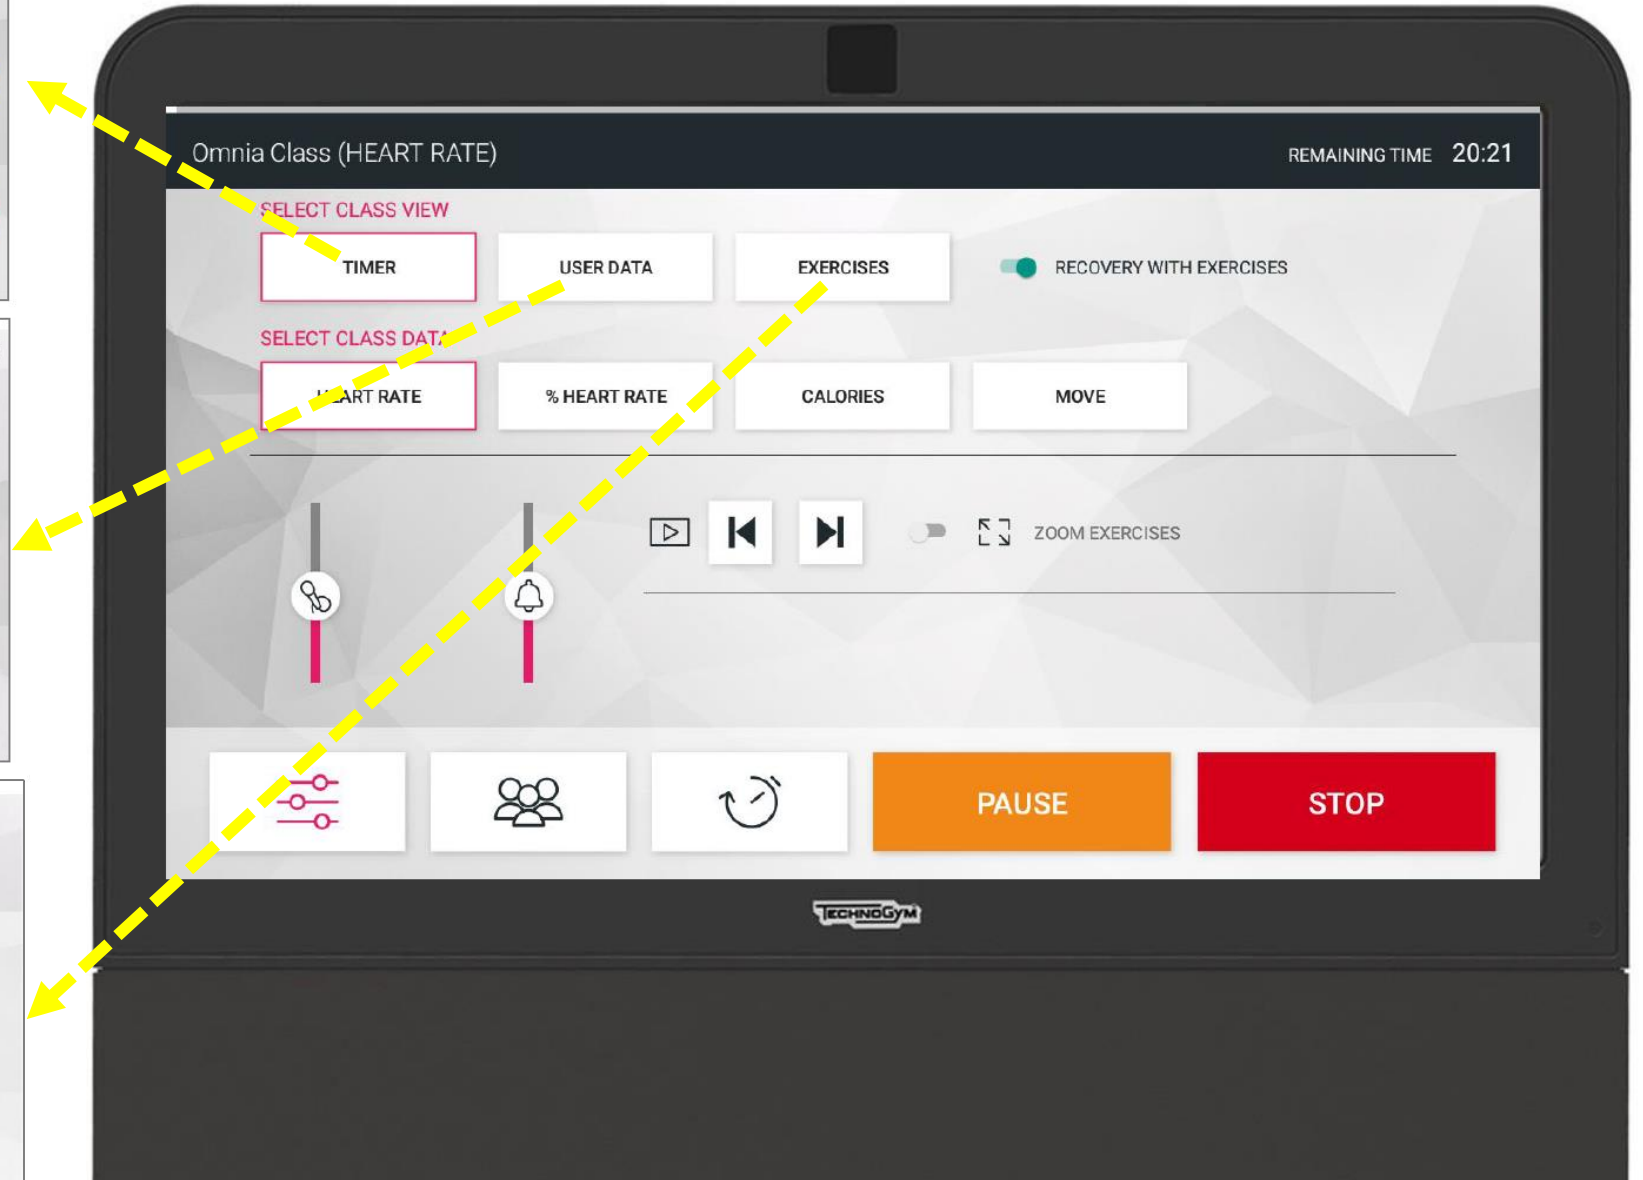 Omnia Class (HEART RATE)
REMAINING TIME 20:21
SELECT CLASS VIEW
TIMER
USER DATA
EXERCISES
RECOVERY WITH EXERCISES
SELECT CLASS DATA
HEART RATE
% HEART RATE
CALORIES
MOVE
ZOOM EXERCISES
PAUSE
STOP
TECHNOGYM